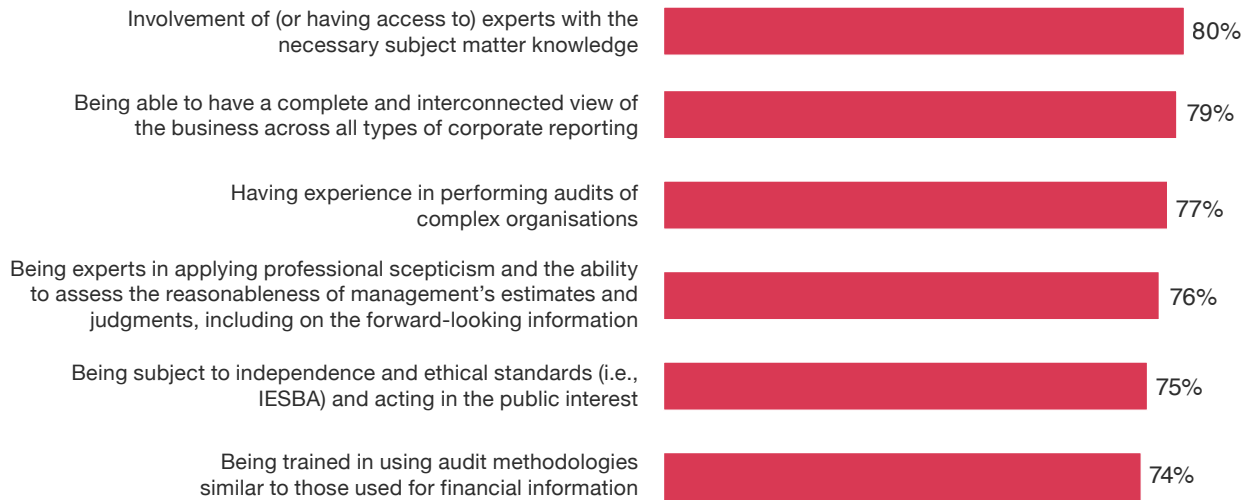 Involvement of (or having access to) experts with the
necessary subject matter knowledge
80%
Being able to have a complete and interconnected view of
the business across all types of corporate reporting
79%
Having experience in performing audits of
complex organisations
77%
Being experts in applying professional scepticism and the ability
to assess the reasonableness of management’s estimates and
judgments, including on the forward-looking information
76%
Being subject to independence and ethical standards (i.e.,
IESBA) and acting in the public interest
75%
Being trained in using audit methodologies
similar to those used for financial information
74%